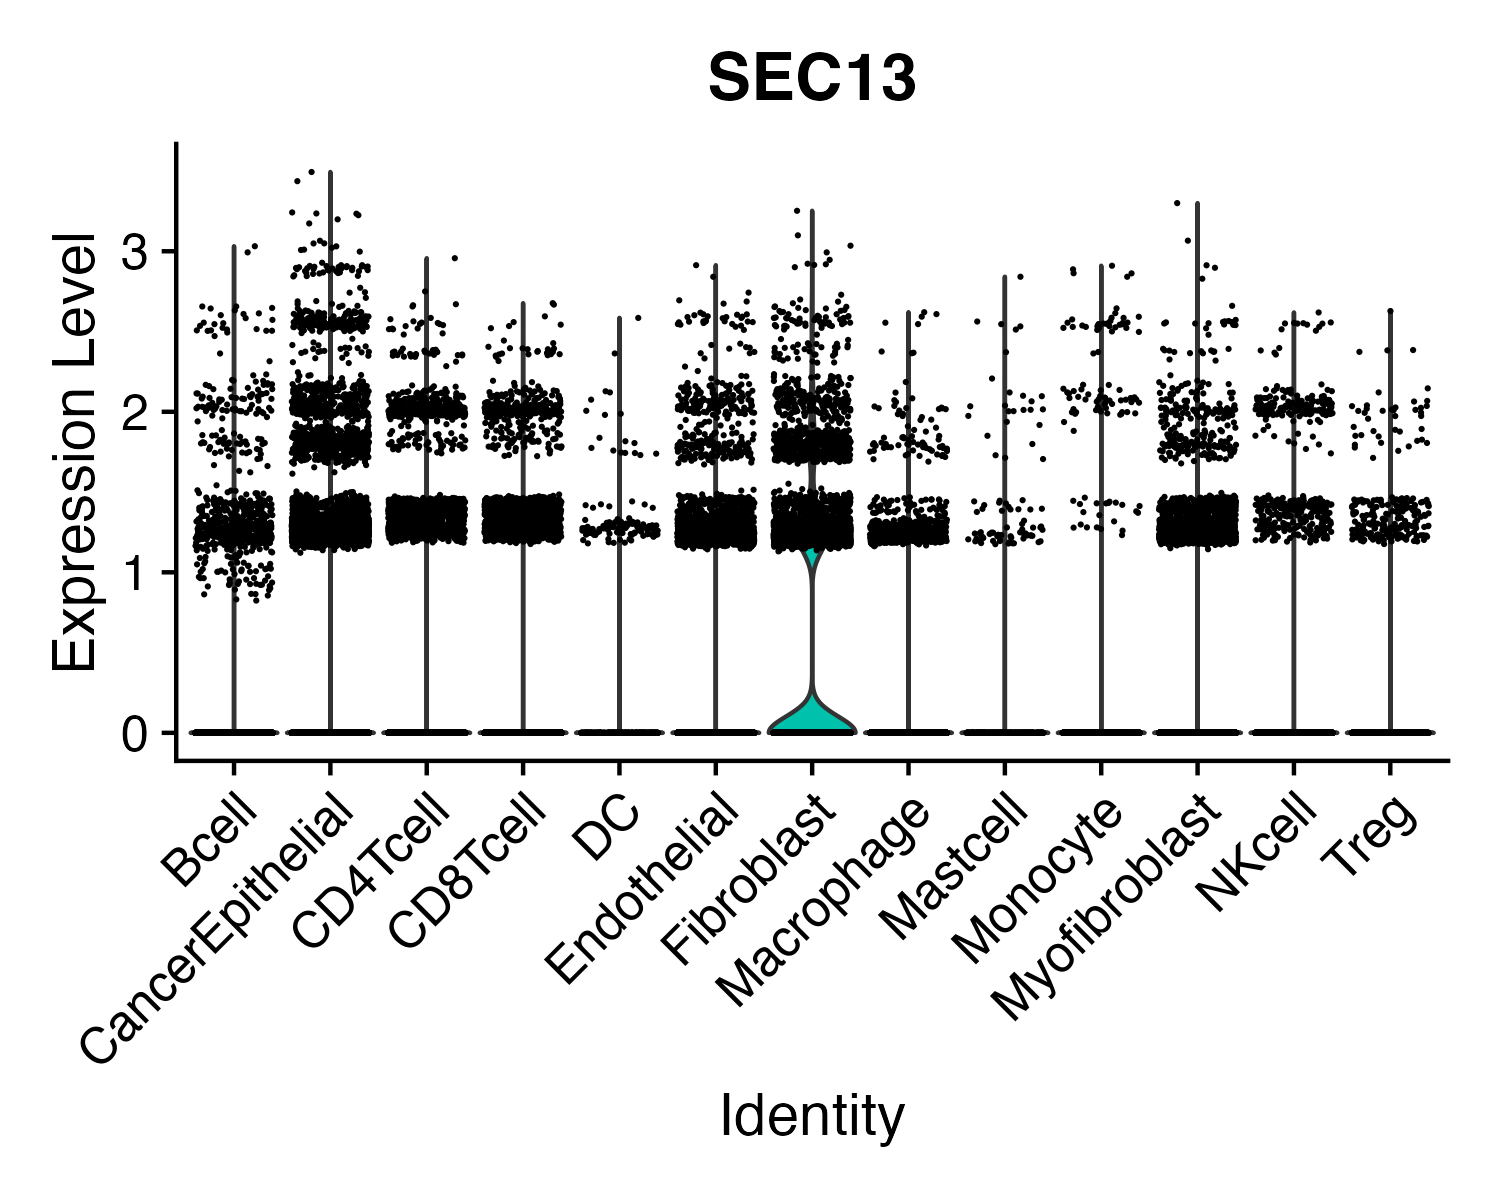 SEC13
Expression Level
3
2
1
0
Bcell
CancerEpithelial
CD4Tcell
CD8Tcell
DC
Endothelial
Fibroblast
Macrophage
Mastcell
Monocyte
Myofibroblast
NKcell
Treg
Identity